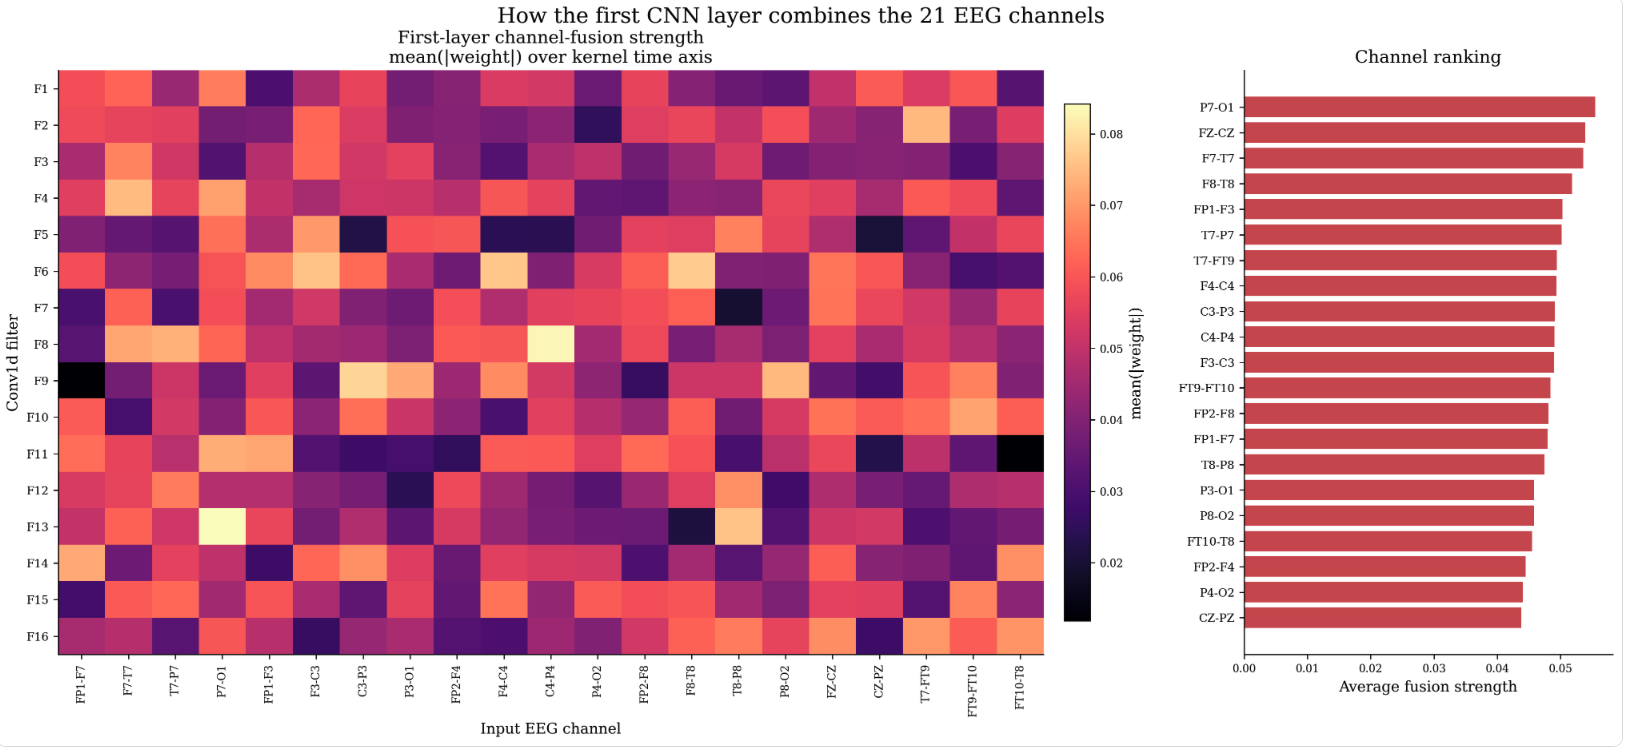 How the first CNN layer combines the 21 EEG channels
First-layer channel-fusion strength
mean(|weight|) over kernel time axis
Conv1d filter
F1
F2
F3
F4
F5
F6
F7
F8
F9
F10
F11
F12
F13
F14
F15
F16
FP1-F7
F7-T7
T7-P7
P7-O1
FP1-F3
F3-C3
C3-P3
P3-O1
FP2-F4
F4-C4
C4-P4
P4-O2
FP2-F8
F8-T8
T8-P8
P8-O2
FZ-CZ
CZ-PZ
T7-FT9
FT9-FT10
FT10-T8
Input EEG channel
0.08
0.07
0.06
0.05
0.04
0.03
0.02
mean(|weight|)
Channel ranking
P7-O1
FZ-CZ
F7-T7
F8-T8
FP1-F3
T7-P7
T7-FT9
F4-C4
C3-P3
C4-P4
F3-C3
FT9-FT10
FP2-F8
FP1-F7
T8-P8
P3-O1
P8-O2
FT10-T8
FP2-F4
P4-O2
CZ-PZ
0.00 0.01 0.02 0.03 0.04 0.05
Average fusion strength